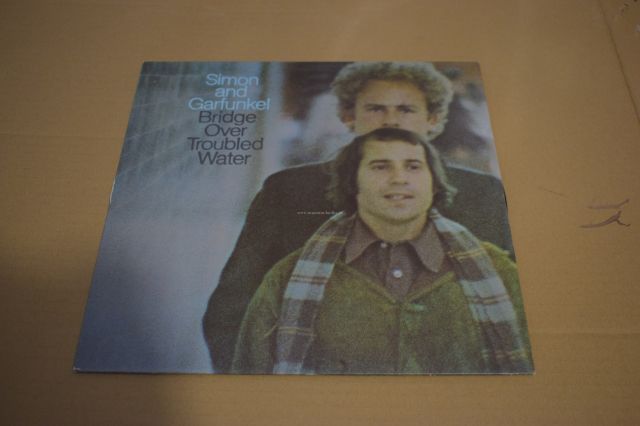 Simon
and
Garfunkel
Bridge
Over
Troubled
Water